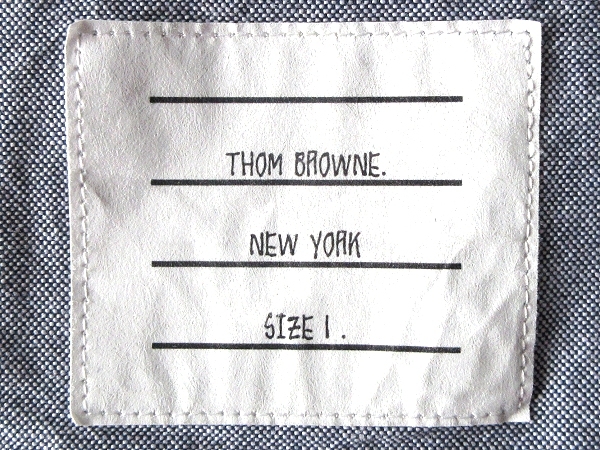 THOM BROWNE.
NEW YORK
SIZE 1 .